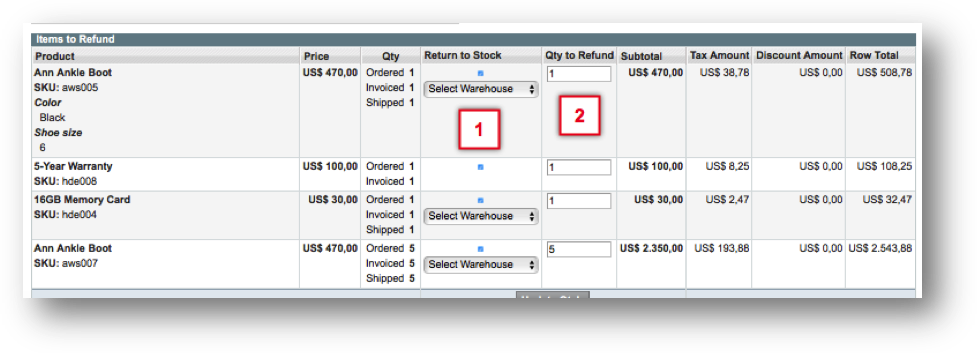 Items to Refund
Product Price Qty Return to Stock Qty to Refund Subtotal Tax Amount Discount Amount Row Total
Ann Ankle Boot US$ 470,00 Ordered 1 1 US$ 470,00 US$ 38,78 US$ 0,00 US$ 508,78
SKU: aws005 Invoiced 1 Select Warehouse
Color Shipped 1
Black 1 2
Shoe size
6
5-Year Warranty US$ 100,00 Ordered 1 1 US$ 100,00 US$ 8,25 US$ 0,00 US$ 108,25
SKU: hde008 Invoiced 1
16GB Memory Card US$ 30,00 Ordered 1 1 US$ 30,00 US$ 2,47 US$ 0,00 US$ 32,47
SKU: hde004 Invoiced 1 Select Warehouse
Shipped 1
Ann Ankle Boot US$ 470,00 Ordered 5 5 US$ 2.350,00 US$ 193,88 US$ 0,00 US$ 2.543,88
SKU: aws007 Invoiced 5 Select Warehouse
Shipped 5